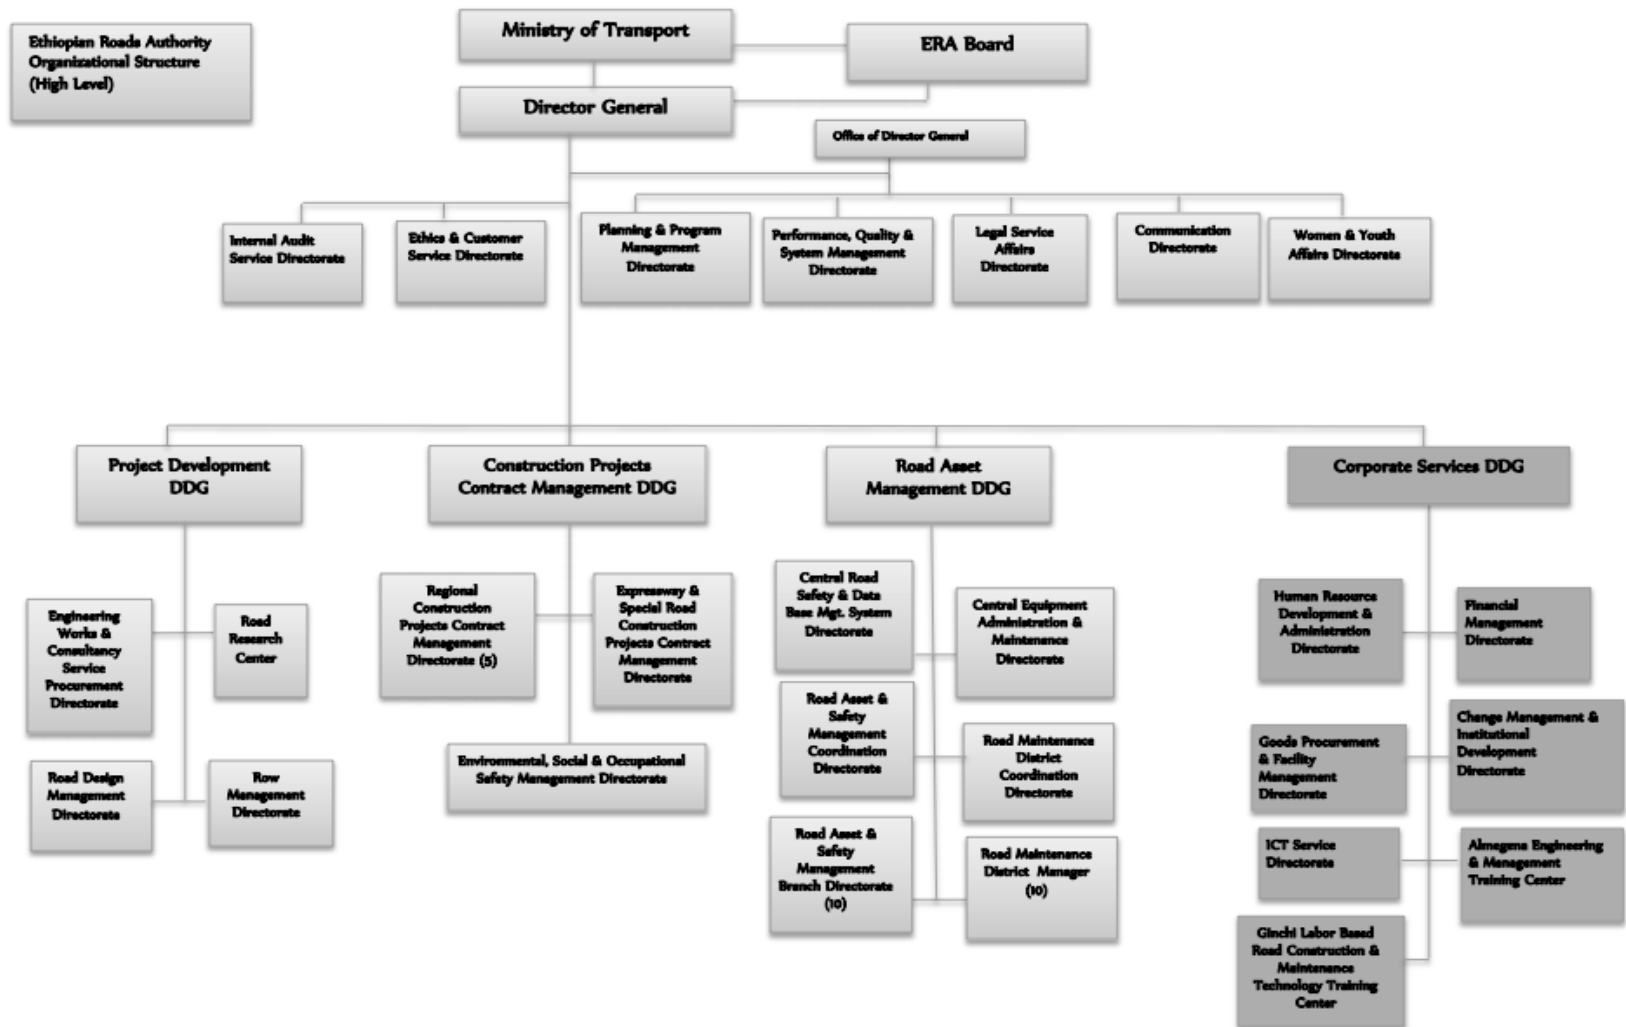 Ethiopian Roads Authority
Organizational Structure
(High Level)
Ministry of Transport
ERA Board
Director General
Office of Director General
Internal Audit
Service Directorate
Ethics & Customer
Service Directorate
Planning & Program
Management
Directorate
Performance, Quality &
System Management
Directorate
Legal Service
Affairs
Directorate
Communication
Directorate
Women & Youth
Affairs Directorate
Project Development
DDG
Construction Projects
Contract Management DDG
Road Asset
Management DDG
Corporate Services DDG
Engineering
Works &
Consultancy
Service
Procurement
Directorate
Road
Research
Center
Road Design
Management
Directorate
Row
Management
Directorate
Regional
Construction
Projects Contract
Management
Directorate (5)
Expressway &
Special Road
Construction
Projects Contract
Management
Directorate
Environmental, Social & Occupational
Safety Management Directorate
Central Road
Safety & Data
Base Mgt. System
Directorate
Central Equipment
Administration &
Maintenance
Directorate
Road Asset &
Safety
Management
Coordination
Directorate
Road Maintenance
District
Coordination
Directorate
Road Asset &
Safety
Management
Branch Directorate
(10)
Road Maintenance
District Manager
(10)
Human Resource
Development &
Administration
Directorate
Financial
Management
Directorate
Goods Procurement
& Facility
Management
Directorate
Change Management &
Institutional
Development
Directorate
ICT Service
Directorate
Almegena Engineering
& Management
Training Center
Ginchi Labor Based
Road Construction &
Maintenance
Technology Training
Center